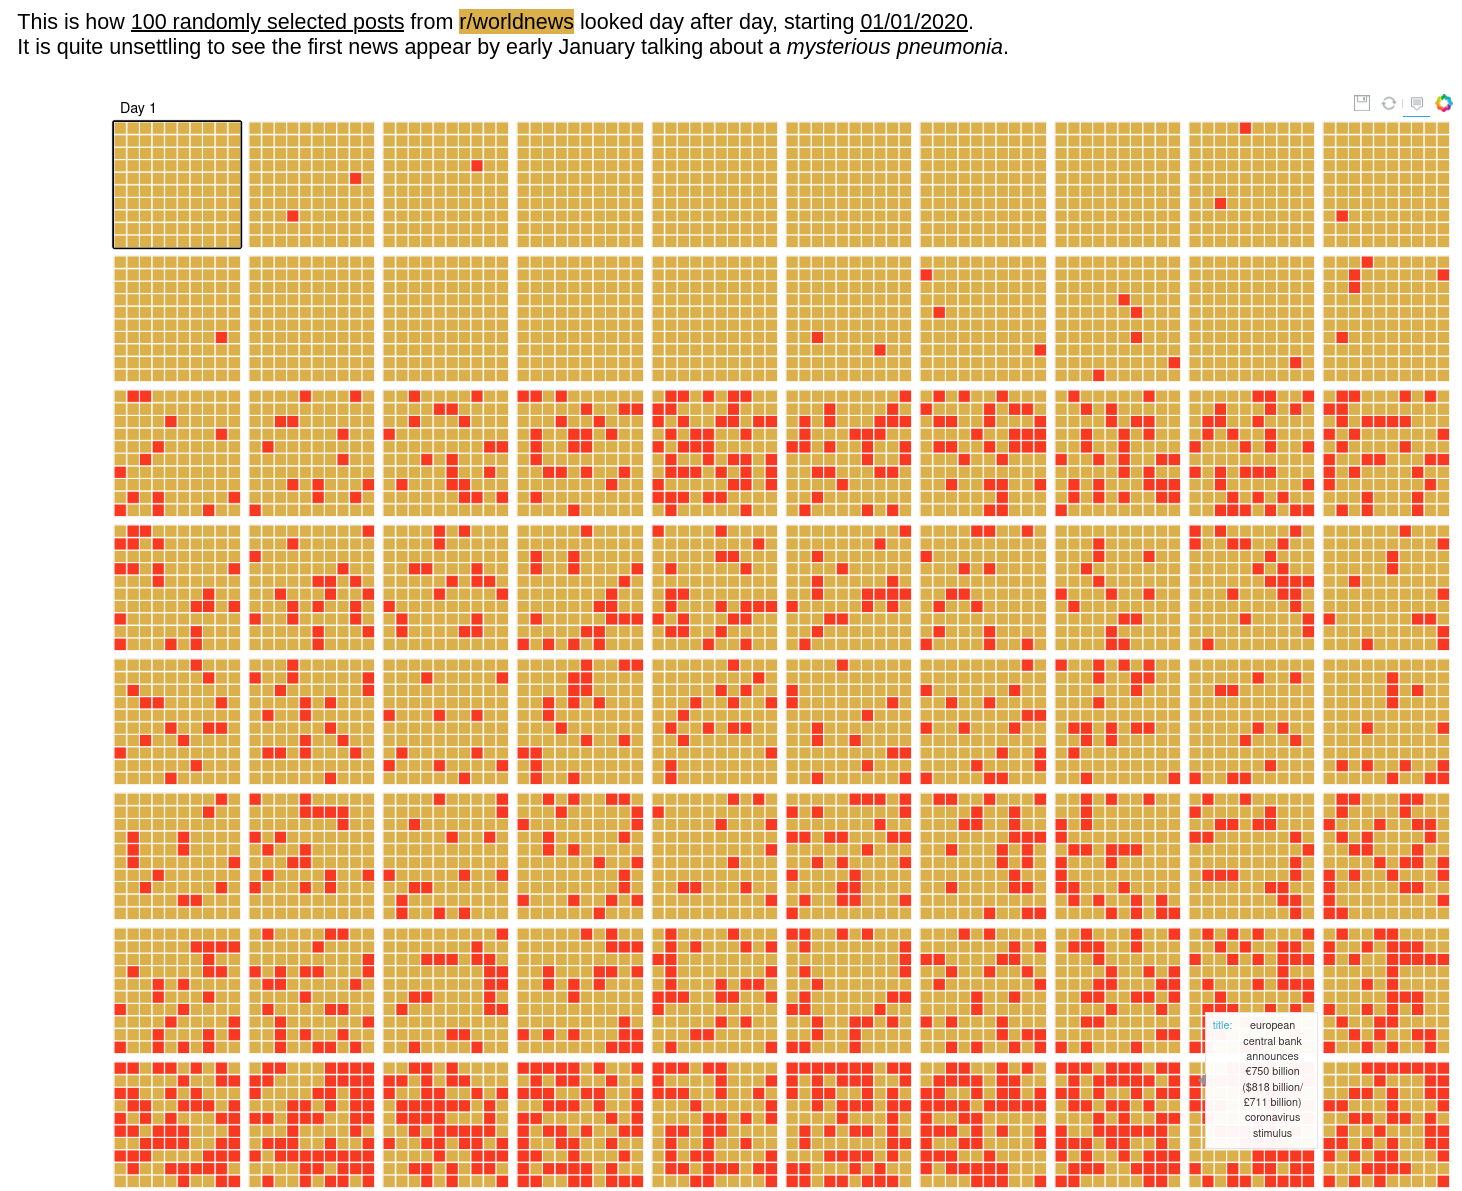 This is how 100 randomly selected posts from r/worldnews looked day after day, starting 01/01/2020.
It is quite unsettling to see the first news appear by early January talking about a mysterious pneumonia.
Day 1
title: european
central bank
announces
€750 billion
($818 billion/
£711 billion)
coronavirus
stimulus